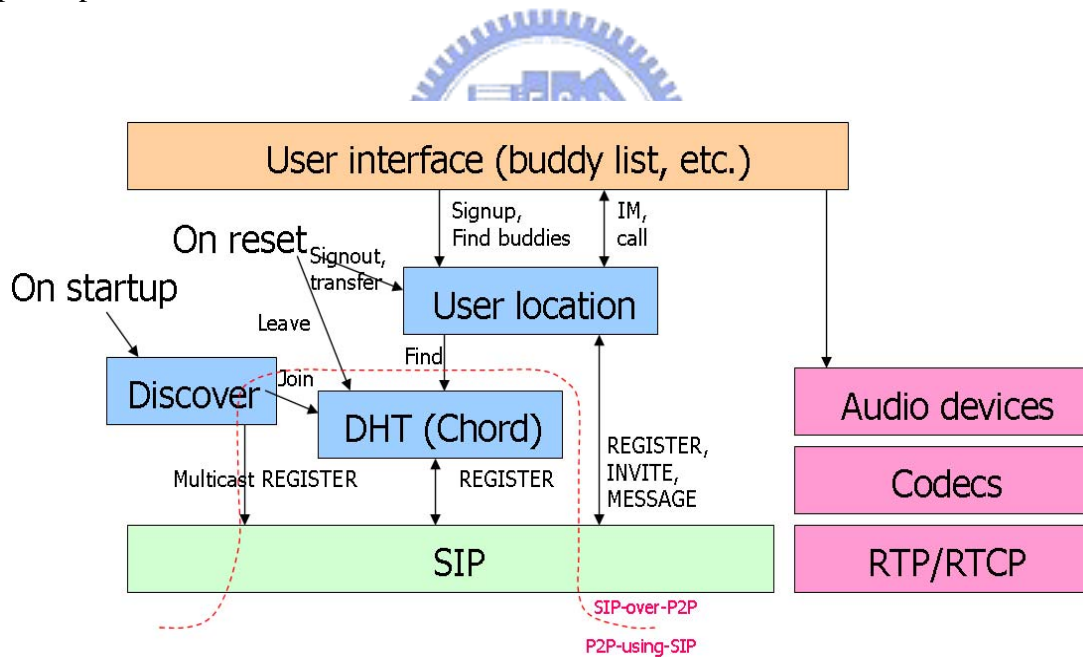 User interface (buddy list, etc.)
Signup,
Find buddies
IM,
call
On reset
Signout,
transfer
On startup
User location
Leave
Find
Discover
Join
DHT (Chord)
Audio devices
Multicast REGISTER
REGISTER
REGISTER,
INVITE,
MESSAGE
Codecs
SIP
RTP/RTCP
SIP-over-P2P
P2P-using-SIP